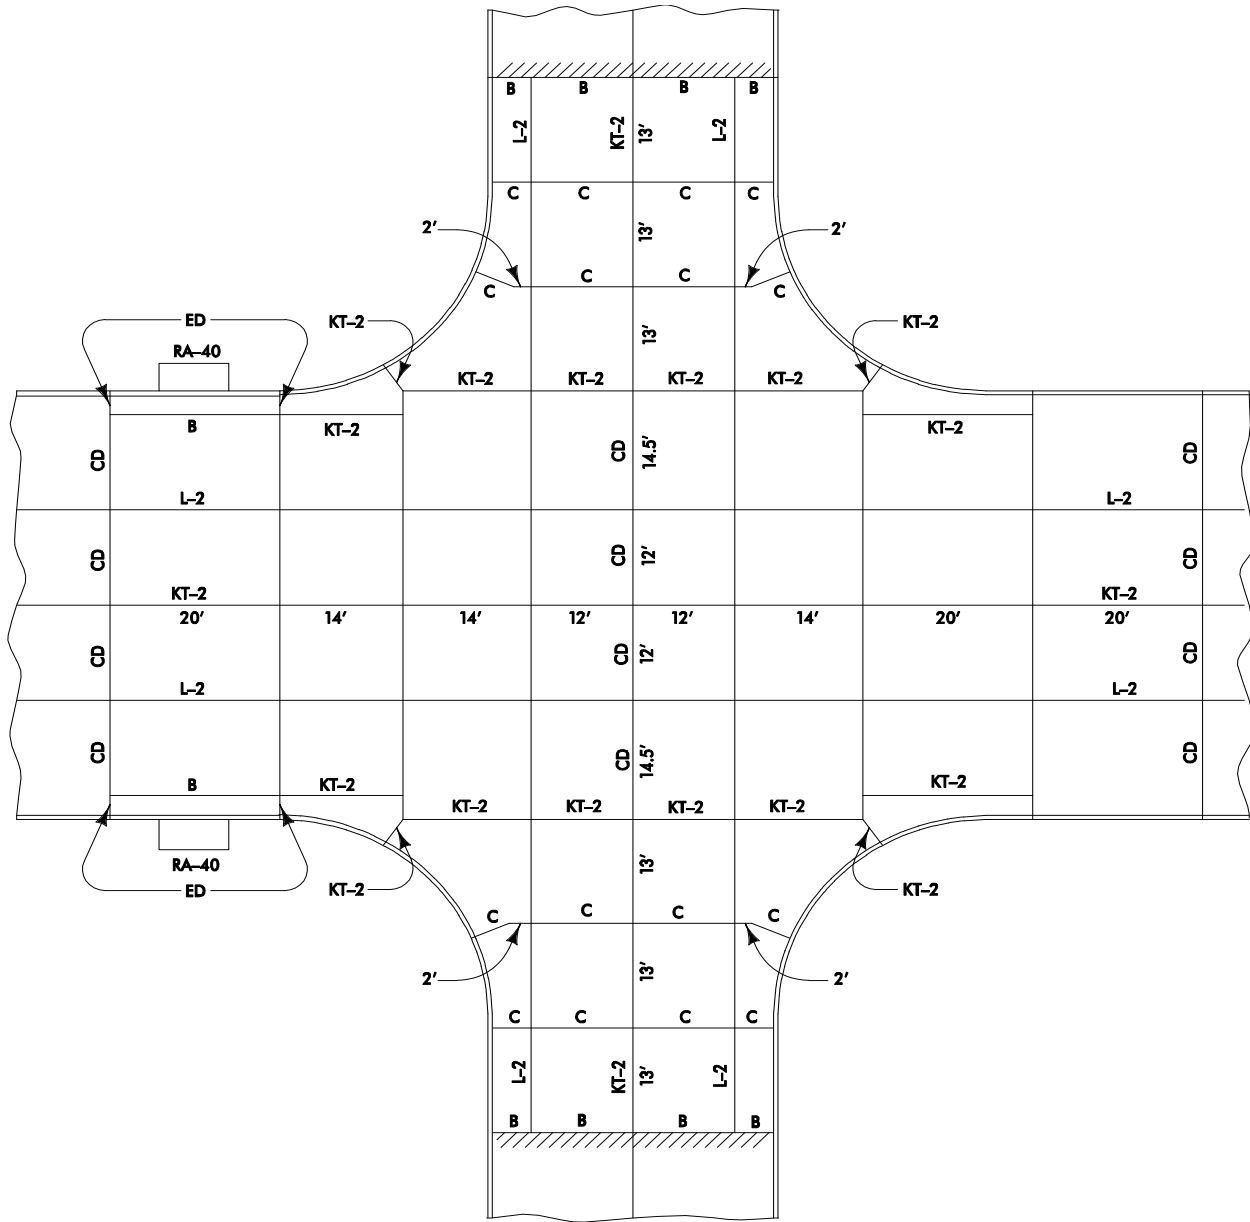 B B B B
L–2 KT–2 13′ L–2
C C C C
2′ 13′ 2′
C C C C
ED KT–2 13′ KT–2
RA–40
KT–2 KT–2 KT–2 KT–2
B KT–2 KT–2
CD CD 14.5′ CD
L–2 L–2
CD CD 12′ CD
KT–2 KT–2
20′ 14′ 14′ 12′ 12′ 14′ 20′ 20′
CD CD 12′ CD
L–2 L–2
CD CD 14.5′ CD
B KT–2 KT–2
KT–2 KT–2 KT–2 KT–2
RA–40 13′
ED KT–2 KT–2
C C C C
2′ 13′ 2′
C C C C
L–2 KT–2 13′ L–2
B B B B